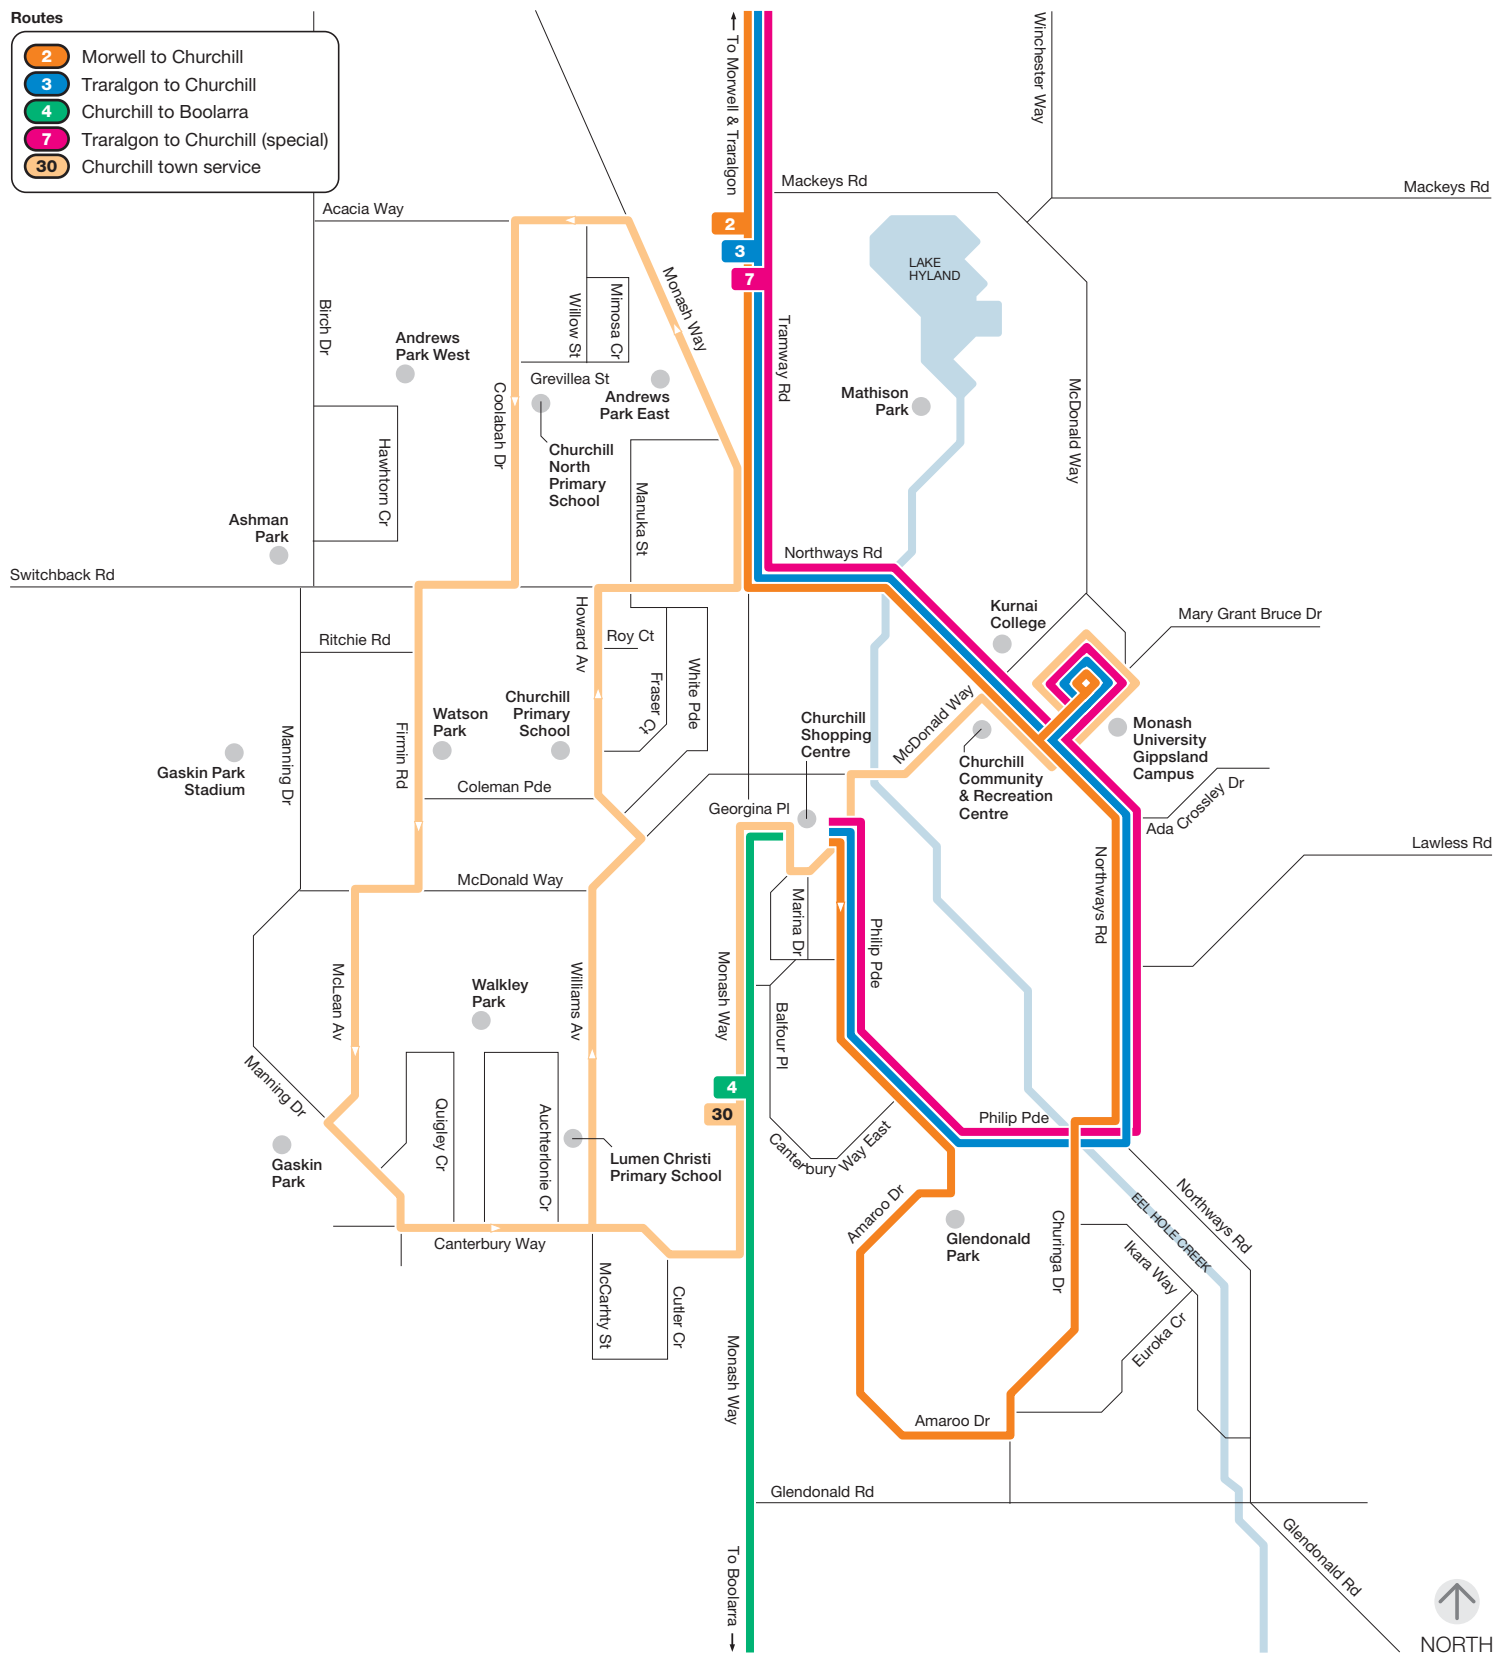 Routes
2 Morwell to Churchill
3 Traralgon to Churchill
4 Churchill to Boolarra
7 Traralgon to Churchill (special)
30 Churchill town service
To Morwell & Traralgon
Winchester Way
Mackeys Rd
Mackeys Rd
Acacia Way
2
3
7
LAKE
HYLAND
Birch Dr
Willow St
Mimosa Cr
Monash Way
Tramway Rd
Andrews
Park West
Grevillea St
Andrews
Park East
Mathison
Park
McDonald Way
Coolabah Dr
Hawhtorn Cr
Churchill
North
Primary
School
Manuka St
Ashman
Park
Switchback Rd
Northways Rd
Kurnai
College
Mary Grant Bruce Dr
Howard Av
Roy Ct
Ritchie Rd
Fraser Ct
White Pde
Manning Dr
Firmin Rd
Watson
Park
Churchill
Primary
School
Churchill
Shopping
Centre
McDonald Way
Monash
University
Gippsland
Campus
Gaskin Park
Stadium
Churchill
Community
& Recreation
Centre
Coleman Pde
Georgina Pl
Ada Crossley Dr
Lawless Rd
Northways Rd
McDonald Way
Marina Dr
Philip Pde
McLean Av
Williams Av
Monash Way
Walkley
Park
Balfour Pl
Manning Dr
4
30
Quigley Cr
Auchterlonie Cr
Philip Pde
Canterbury Way East
Gaskin
Park
Lumen Christi
Primary School
Amaroo Dr
Glendonald
Park
Churinga Dr
EEL HOLE CREEK
Northways Rd
Ikara Way
Euroka Cr
Canterbury Way
McCarhty St
Cutler Cr
Monash Way
Amaroo Dr
Glendonald Rd
Glendonald Rd
To Boolarra
NORTH